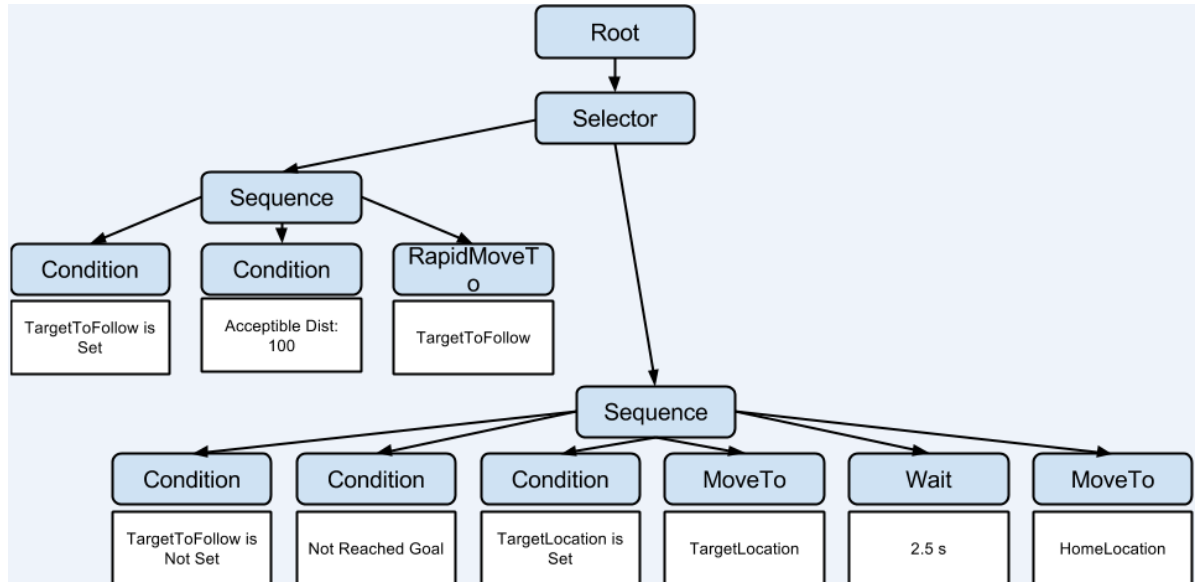 Root
Selector
Sequence
Condition
Condition
RapidMoveT
o
TargetToFollow is
Set
Acceptible Dist:
100
TargetToFollow
Sequence
Condition
Condition
Condition
MoveTo
Wait
MoveTo
TargetToFollow is
Not Set
Not Reached Goal
TargetLocation is
Set
TargetLocation
2.5 s
HomeLocation